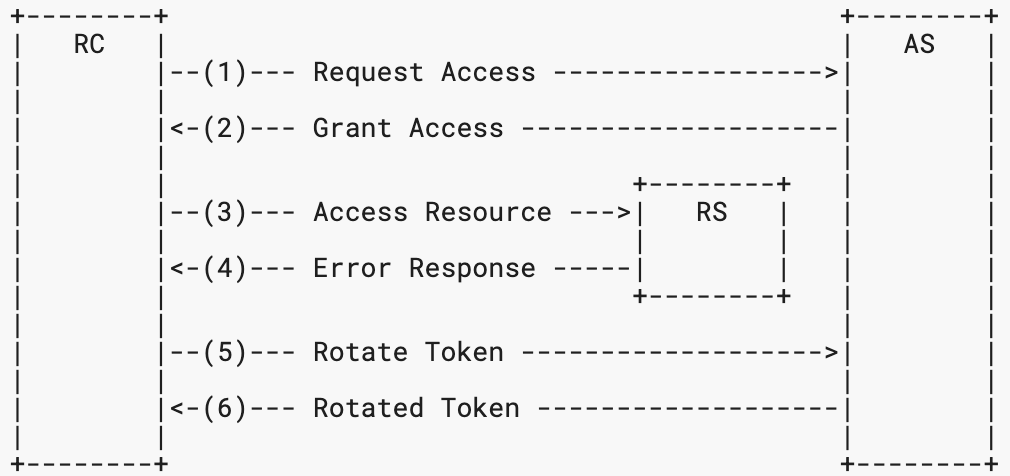 +---------+                                         +---------+
|   RC    |                                         |   AS    |
|         |--(1)--- Request Access ----------------->|         |
|         |<-(2)--- Grant Access --------------------|         |
|         |                             +--------+   |         |
|         |--(3)--- Access Resource --->|   RS   |   |         |
|         |<-(4)--- Error Response -----|        |   |         |
|         |                             +--------+   |         |
|         |--(5)--- Rotate Token ------------------->|         |
|         |<-(6)--- Rotated Token -------------------|         |
+---------+                                         +---------+